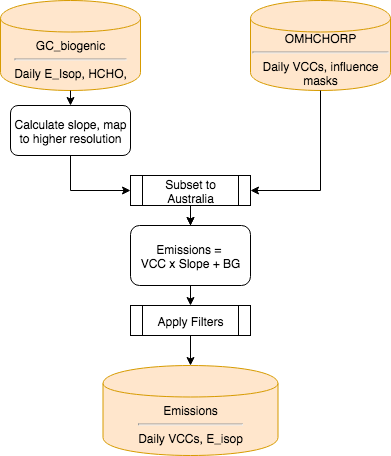 GC_biogenic
Daily E_Isop, HCHO,
OMHCHORP
Daily VCCs, influence
masks
Calculate slope, map
to higher resolution
Subset to
Australia
Emissions =
VCC x Slope + BG
Apply Filters
Emissions
Daily VCCs, E_isop